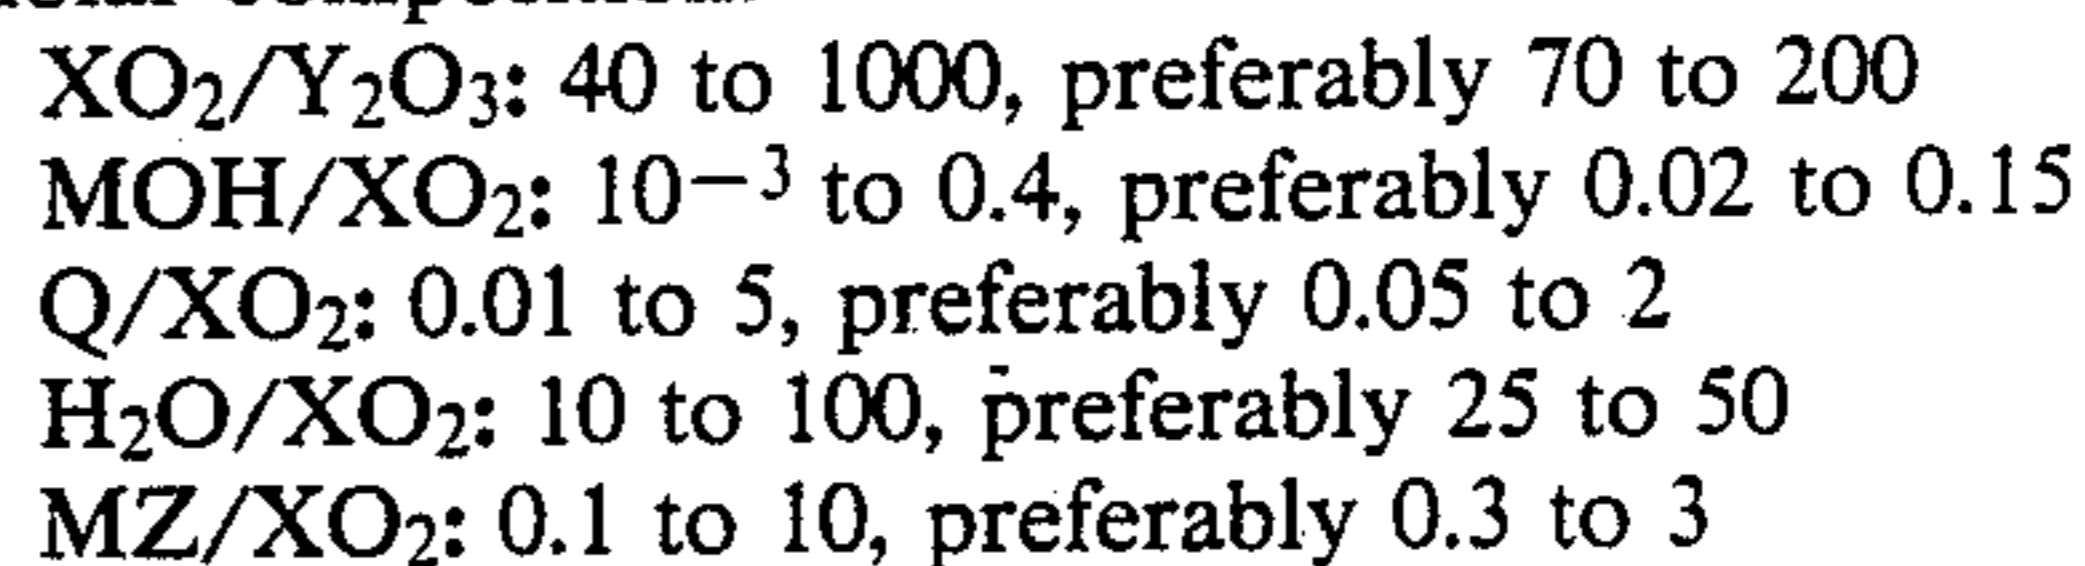 XO₂/Y₂O₃: 40 to 1000, preferably 70 to 200
MOH/XO₂: 10⁻³ to 0.4, preferably 0.02 to 0.15
Q/XO₂: 0.01 to 5, preferably 0.05 to 2
H₂O/XO₂: 10 to 100, preferably 25 to 50
MZ/XO₂: 0.1 to 10, preferably 0.3 to 3